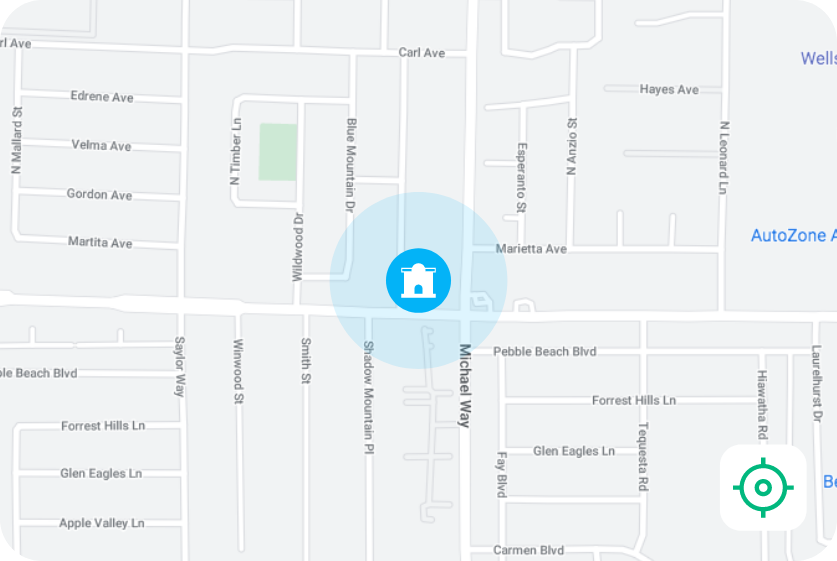 rl Ave
Carl Ave
Wells
Edrene Ave
Hayes Ave
N Mallard St
Velma Ave
N Timber Ln
Blue Mountain Dr
Esperanto St
N Anzio St
N Leonard Ln
Gordon Ave
Martita Ave
Wildwood Dr
Marietta Ave
AutoZone A
Saylor Way
Winwood St
Smith St
Shadow Mountain Pl
Michael Way
Pebble Beach Blvd
Laurelhurst Dr
ble Beach Blvd
Hiawatha Rd
Forrest Hills Ln
Forrest Hills Ln
Tequesta Rd
Glen Eagles Ln
Fay Blvd
Glen Eagles Ln
Be
Apple Valley Ln
Carmen Blvd